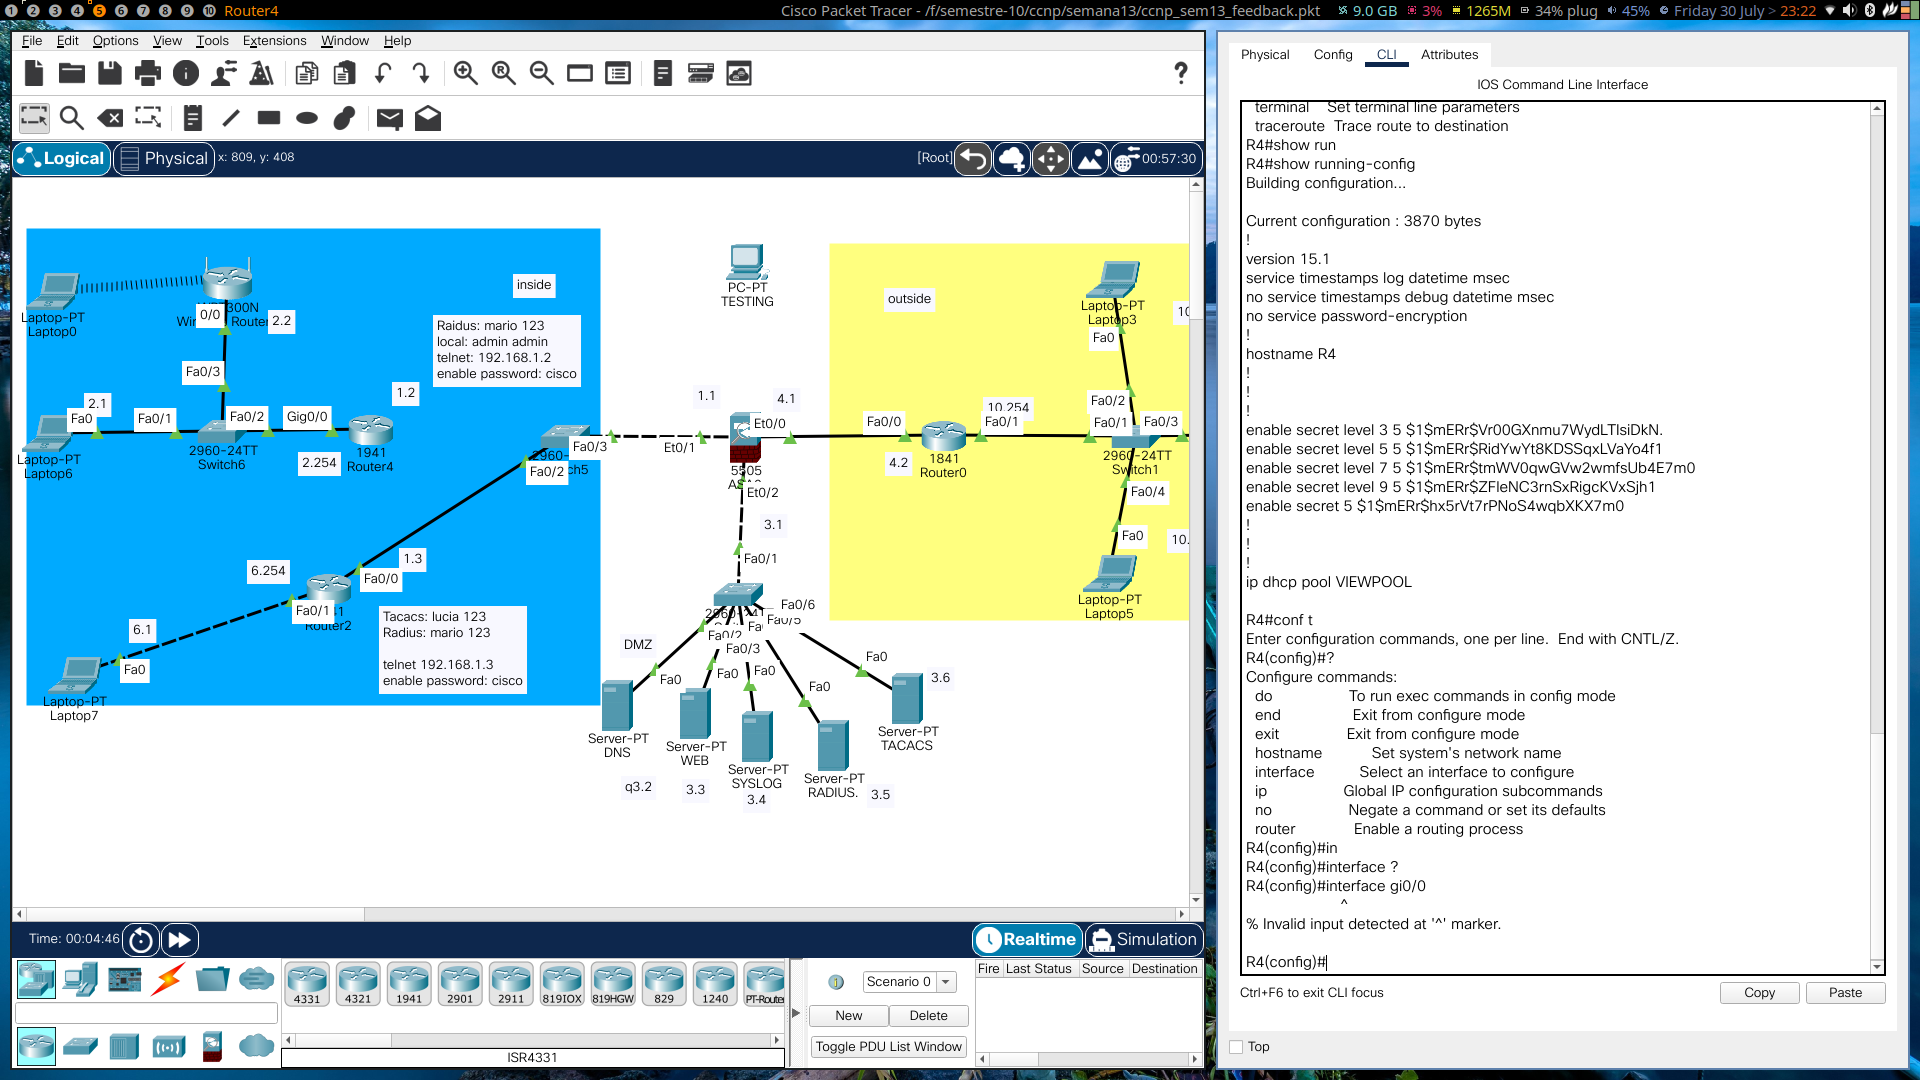 1 2 3 4 5 6 7 8 9 10 Router4
Cisco Packet Tracer - /f/semestre-10/ccnp/semana13/ccnp_sem13_feedback.pkt
9.0 GB 3% 1265M 34% plug 45% Friday 30 July > 23:22
File Edit Options View Tools Extensions Window Help
?
Logical Physical x: 809, y: 408
[Root] 00:57:30
inside
Laptop-PT
Laptop0
0/0
300N
Router
2.2
Raidus: mario 123
local: admin admin
telnet: 192.168.1.2
enable password: cisco
Fa0/3
2.1
Fa0
Fa0/1
Fa0/2
Gig0/0
1.2
Laptop-PT
Laptop6
2960-24TT
Switch6
2.254
1941
Router4
Fa0/3
Fa0/2
6.254
1.3
Fa0/0
Fa0/1
Router2
6.1
Fa0
Laptop-PT
Laptop7
Tacacs: lucia 123
Radius: mario 123
telnet 192.168.1.3
enable password: cisco
PC-PT
TESTING
1.1
4.1
Et0/0
Et0/1
5505
Et0/2
3.1
Fa0/1
Fa0/6
Fa0/5
Fa0/2
Fa0/3
DMZ
Fa0
Fa0
Fa0
Fa0
Fa0
3.6
Server-PT
DNS
q3.2
Server-PT
WEB
3.3
Server-PT
SYSLOG
3.4
Server-PT
RADIUS.
3.5
Server-PT
TACACS
outside
Laptop-PT
Laptop3
Fa0
10
Fa0/2
Fa0/0
10.254
Fa0/1
Fa0/1
Fa0/3
4.2
1841
Router0
2960-24TT
Switch1
Fa0/4
Fa0
10.
Laptop-PT
Laptop5
Time: 00:04:46
Realtime Simulation
4331 4321 1941 2901 2911 819IOX 819HGW 829 1240 PT-Router
ISR4331
Scenario 0
New Delete
Toggle PDU List Window
Fire Last Status Source Destination
Physical Config CLI Attributes
IOS Command Line Interface
terminal Set terminal line parameters
traceroute Trace route to destination
R4#show run
R4#show running-config
Building configuration...
Current configuration : 3870 bytes
!
version 15.1
service timestamps log datetime msec
no service timestamps debug datetime msec
no service password-encryption
!
hostname R4
!
!
!
enable secret level 3 5 $1$mERr$Vr00GXnmu7WydLTlsiDkN.
enable secret level 5 5 $1$mERr$RidYwYt8KDSSqxLVaYo4f1
enable secret level 7 5 $1$mERr$tmWV0qwGVw2wmfsUb4E7m0
enable secret level 9 5 $1$mERr$ZFIeNC3rnSxRigcKVxSjh1
enable secret 5 $1$mERr$hx5rVt7rPNoS4wqbXKX7m0
!
!
!
ip dhcp pool VIEWPOOL
R4#conf t
Enter configuration commands, one per line. End with CNTL/Z.
R4(config)#?
Configure commands:
do To run exec commands in config mode
end Exit from configure mode
exit Exit from configure mode
hostname Set system's network name
interface Select an interface to configure
ip Global IP configuration subcommands
no Negate a command or set its defaults
router Enable a routing process
R4(config)#in
R4(config)#interface ?
R4(config)#interface gi0/0
^
% Invalid input detected at '^' marker.
R4(config)#
Ctrl+F6 to exit CLI focus
Copy Paste
Top